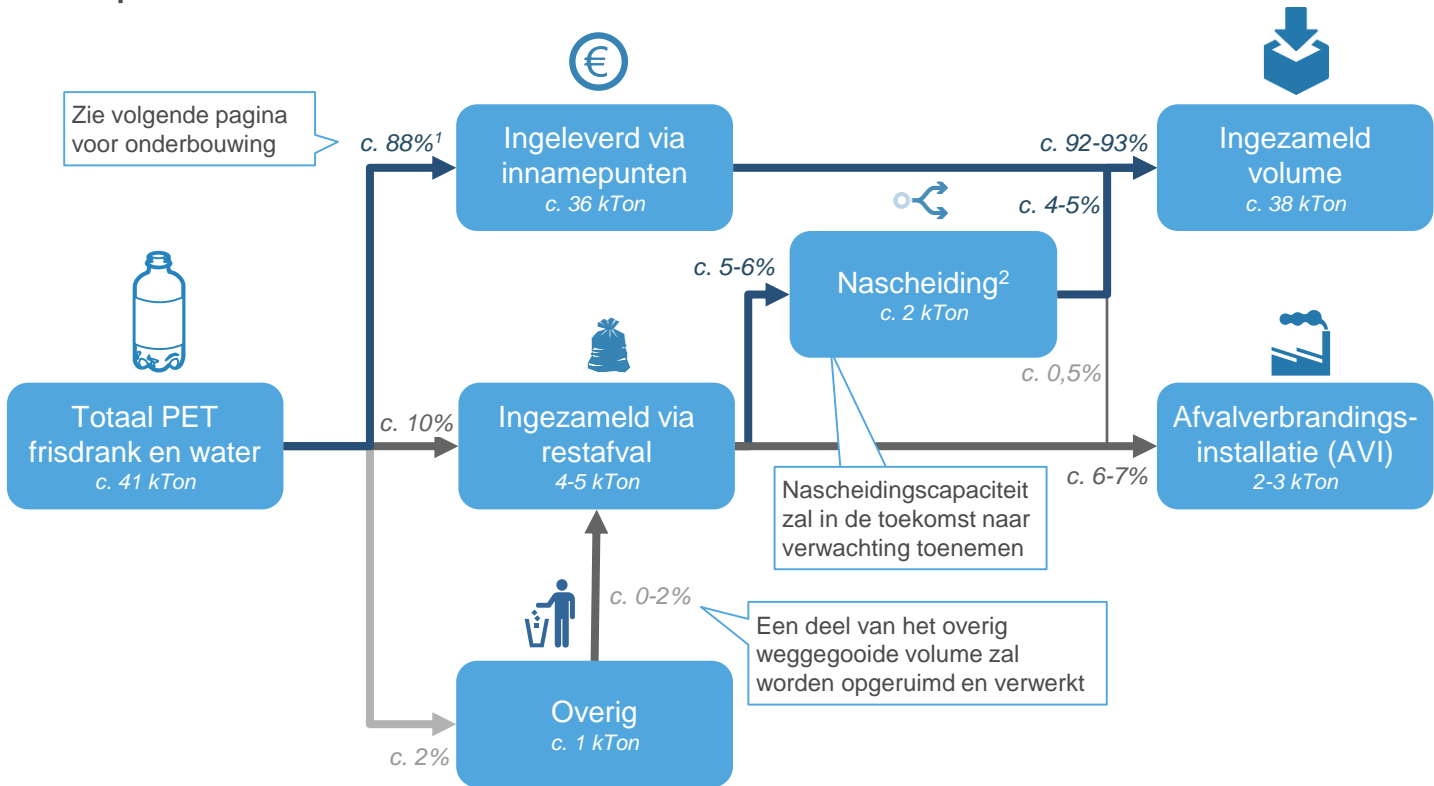 €
Zie volgende pagina
voor onderbouwing
c. 88%¹
Ingeleverd via
innamepunten
c. 36 kTon
c. 92-93%
Ingezameld
volume
c. 38 kTon
c. 4-5%
c. 5-6%
Nascheiding²
c. 2 kTon
c. 0,5%
Totaal PET
frisdrank en water
c. 41 kTon
c. 10%
Ingezameld via
restafval
4-5 kTon
Afvalverbrandings-
installatie (AVI)
2-3 kTon
c. 6-7%
Nascheidingscapaciteit
zal in de toekomst naar
verwachting toenemen
c. 0-2%
Een deel van het overig
weggegooide volume zal
worden opgeruimd en verwerkt
Overig
c. 1 kTon
c. 2%